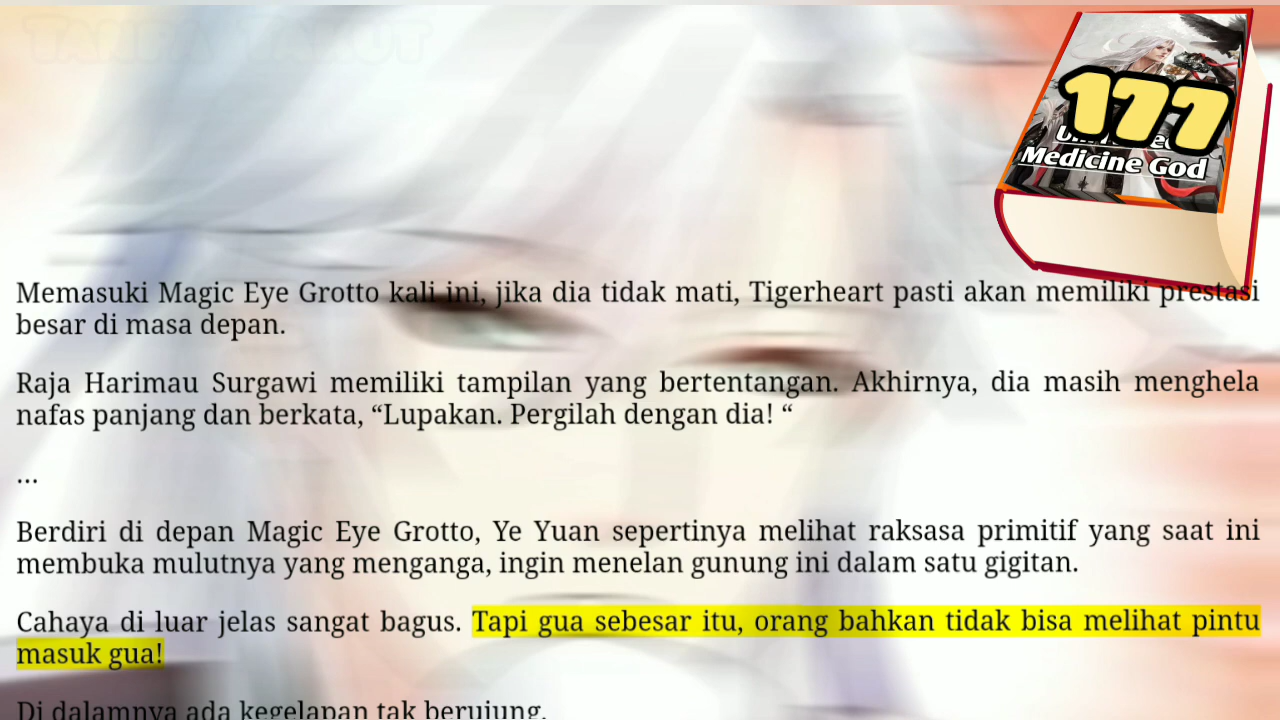 177
Medicine God
Memasuki Magic Eye Grotto kali ini, jika dia tidak mati, Tigerheart pasti akan memiliki prestasi
besar di masa depan.
Raja Harimau Surgawi memiliki tampilan yang bertentangan. Akhirnya, dia masih menghela
nafas panjang dan berkata, “Lupakan. Pergilah dengan dia! “
...
Berdiri di depan Magic Eye Grotto, Ye Yuan sepertinya melihat raksasa primitif yang saat ini
membuka mulutnya yang menganga, ingin menelan gunung ini dalam satu gigitan.
Cahaya di luar jelas sangat bagus. Tapi gua sebesar itu, orang bahkan tidak bisa melihat pintu
masuk gua!
Di dalamnya ada kegelapan tak berujung.